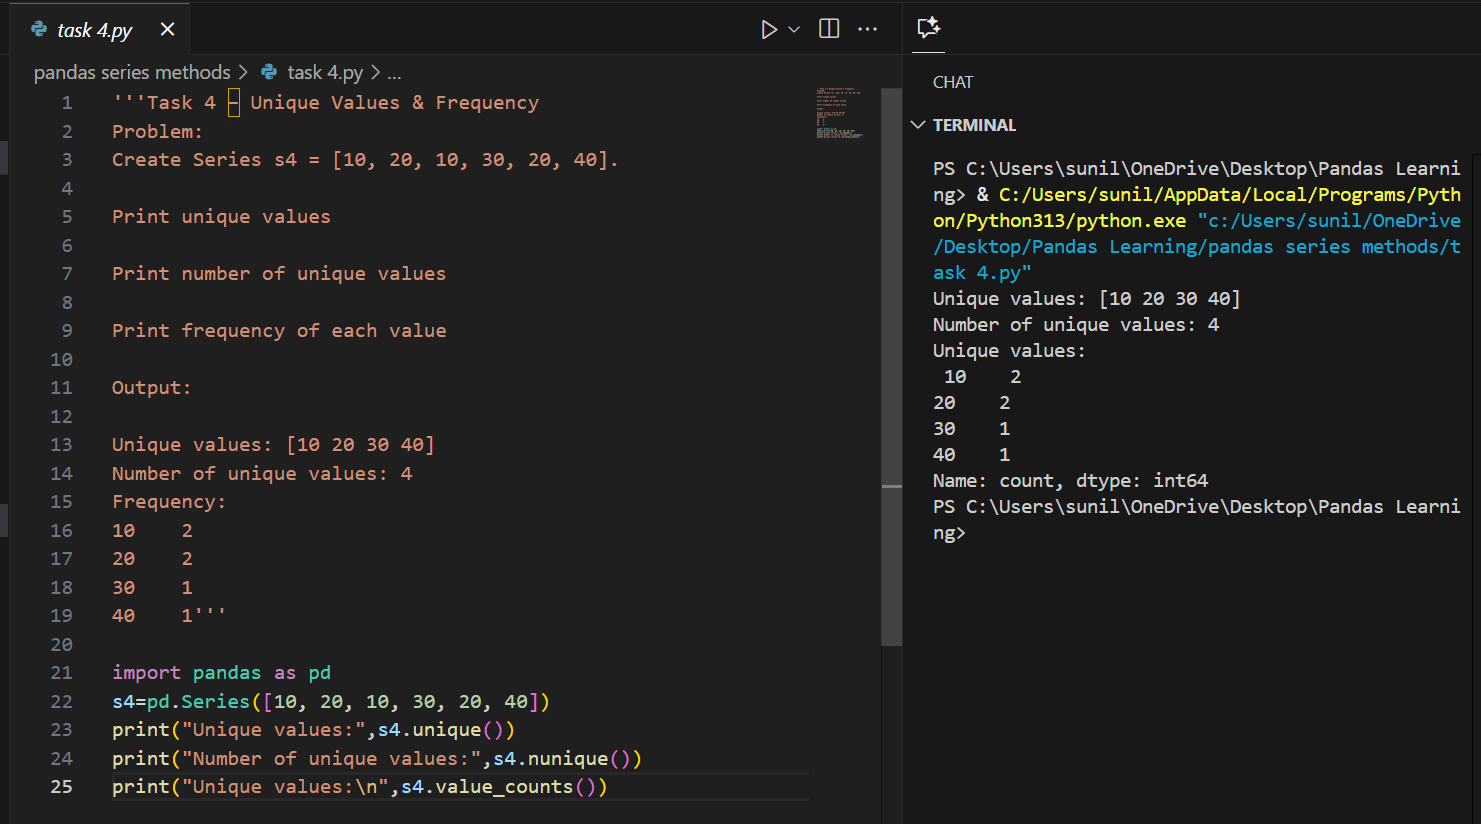 task 4.py
pandas series methods > task 4.py > ...
1 '''Task 4 – Unique Values & Frequency
2 Problem:
3 Create Series s4 = [10, 20, 10, 30, 20, 40].
4
5 Print unique values
6
7 Print number of unique values
8
9 Print frequency of each value
10
11 Output:
12
13 Unique values: [10 20 30 40]
14 Number of unique values: 4
15 Frequency:
16 10    2
17 20    2
18 30    1
19 40    1'''
20
21 import pandas as pd
22 s4=pd.Series([10, 20, 10, 30, 20, 40])
23 print("Unique values:",s4.unique())
24 print("Number of unique values:",s4.nunique())
25 print("Unique values:\n",s4.value_counts())
CHAT
TERMINAL
PS C:\Users\sunil\OneDrive\Desktop\Pandas Learni
ng> & C:/Users/sunil/AppData/Local/Programs/Pyth
on/Python313/python.exe "c:/Users/sunil/OneDrive
/Desktop/Pandas Learning/pandas series methods/t
ask 4.py"
Unique values: [10 20 30 40]
Number of unique values: 4
Unique values:
 10    2
20    2
30    1
40    1
Name: count, dtype: int64
PS C:\Users\sunil\OneDrive\Desktop\Pandas Learni
ng>